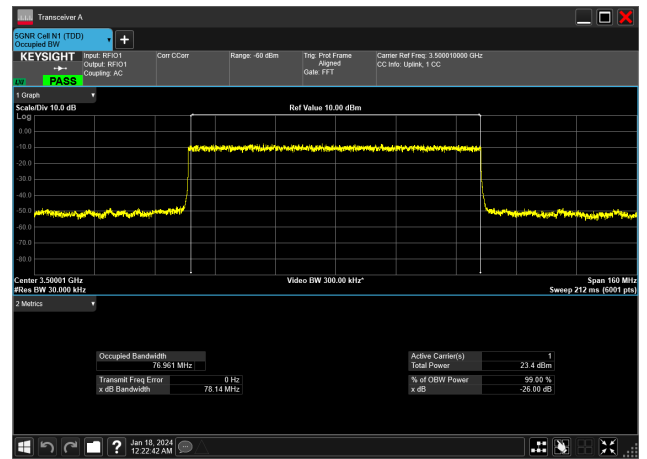 Transceiver A
5GNR Cell N1 (TDD)
Occupied BW
KEYSIGHT
PASS
Input: RFIO1
Output: RFIO1
Coupling: AC
Corr CCorr
Range: -60 dBm
Trig: Prot Frame
Aligned
Gate: FFT
Carrier Ref Freq: 3.500010000 GHz
CC Info: Uplink, 1 CC
1 Graph
Scale/Div 10.0 dB
Ref Value 10.00 dBm
Log
0.00
-10.0
-20.0
-30.0
-40.0
-50.0
-60.0
-70.0
-80.0
Center 3.50001 GHz
Video BW 300.00 kHz*
Span 160 MHz
#Res BW 30.000 kHz
Sweep 212 ms (6001 pts)
2 Metrics
Occupied Bandwidth
76.961 MHz
Transmit Freq Error 0 Hz
x dB Bandwidth 78.14 MHz
Active Carrier(s) 1
Total Power 23.4 dBm
% of OBW Power 99.00 %
x dB -26.00 dB
Jan 18, 2024
12:22:42 AM